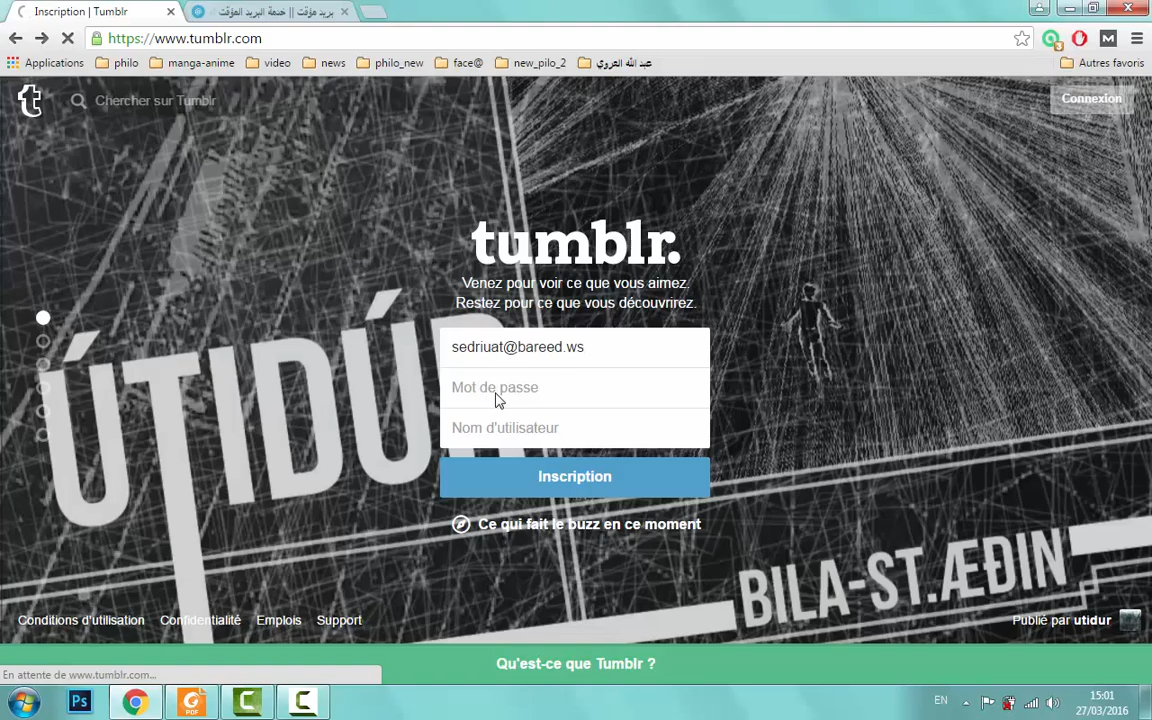 Inscription | Tumblr
بريد مؤقت || خدمة البريد المؤقت
https://www.tumblr.com
Applications
philo
manga-anime
video
news
philo_new
face@
new_pilo_2
عبد الله العروي
Autres favoris
t
Chercher sur Tumblr
Connexion
tumblr.
Venez pour voir ce que vous aimez.
Restez pour ce que vous découvrirez.
sedriuat@bareed.ws
Mot de passe
Nom d'utilisateur
Inscription
Ce qui fait le buzz en ce moment
ÚTIDÚR
BILA-ST.ÆÐIN
Conditions d'utilisation
Confidentialité
Emplois
Support
Publié par utidur
Qu'est-ce que Tumblr ?
En attente de www.tumblr.com...
Ps
PDF
EN
15:01
27/03/2016